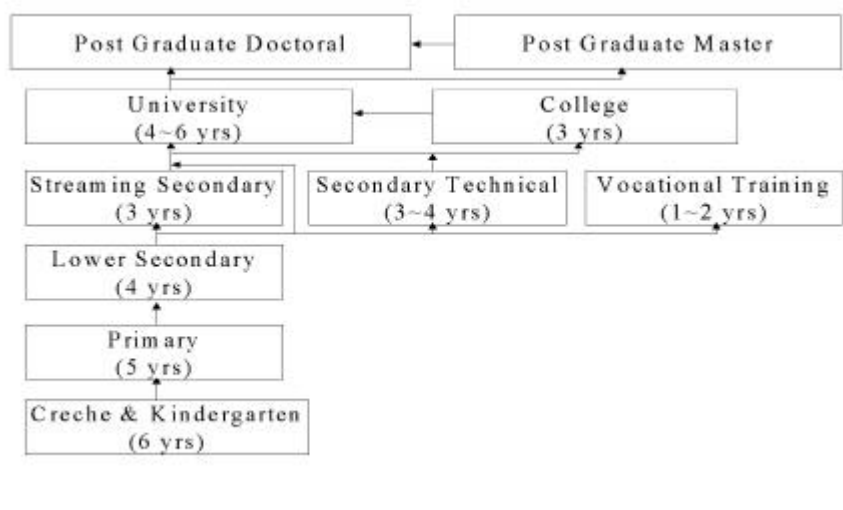 Post Graduate Doctoral
Post Graduate Master
University
(4~6 yrs)
College
(3 yrs)
Streaming Secondary
(3 yrs)
Secondary Technical
(3~4 yrs)
Vocational Training
(1~2 yrs)
Lower Secondary
(4 yrs)
Primary
(5 yrs)
Creche & Kindergarten
(6 yrs)